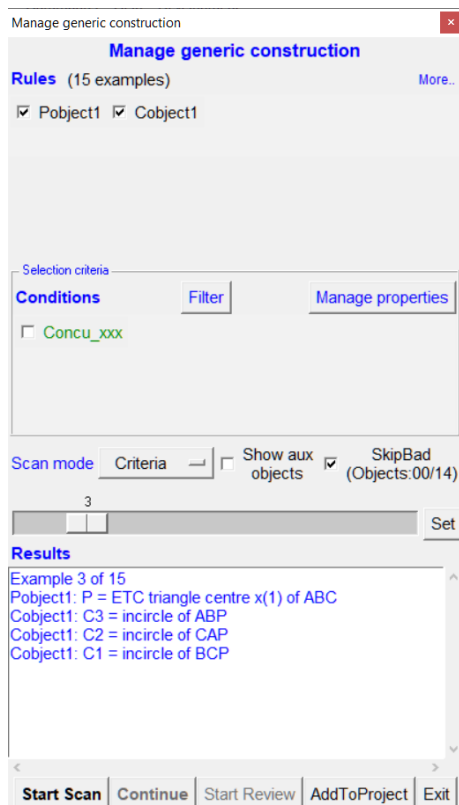 Manage generic construction
Manage generic construction
Rules (15 examples) More..
Pobject1 Cobject1
Selection criteria
Conditions Filter Manage properties
Concu_xxx
Scan mode Criteria Show aux objects SkipBad (Objects:00/14)
3
Set
Results
Example 3 of 15
Pobject1: P = ETC triangle centre x(1) of ABC
Cobject1: C3 = incircle of ABP
Cobject1: C2 = incircle of CAP
Cobject1: C1 = incircle of BCP
Start Scan Continue Start Review AddToProject Exit